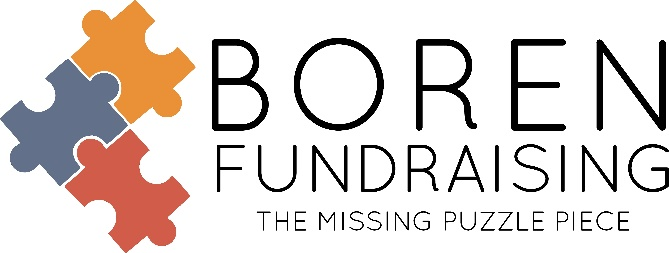 BOREN
FUNDRAISING
THE MISSING PUZZLE PIECE